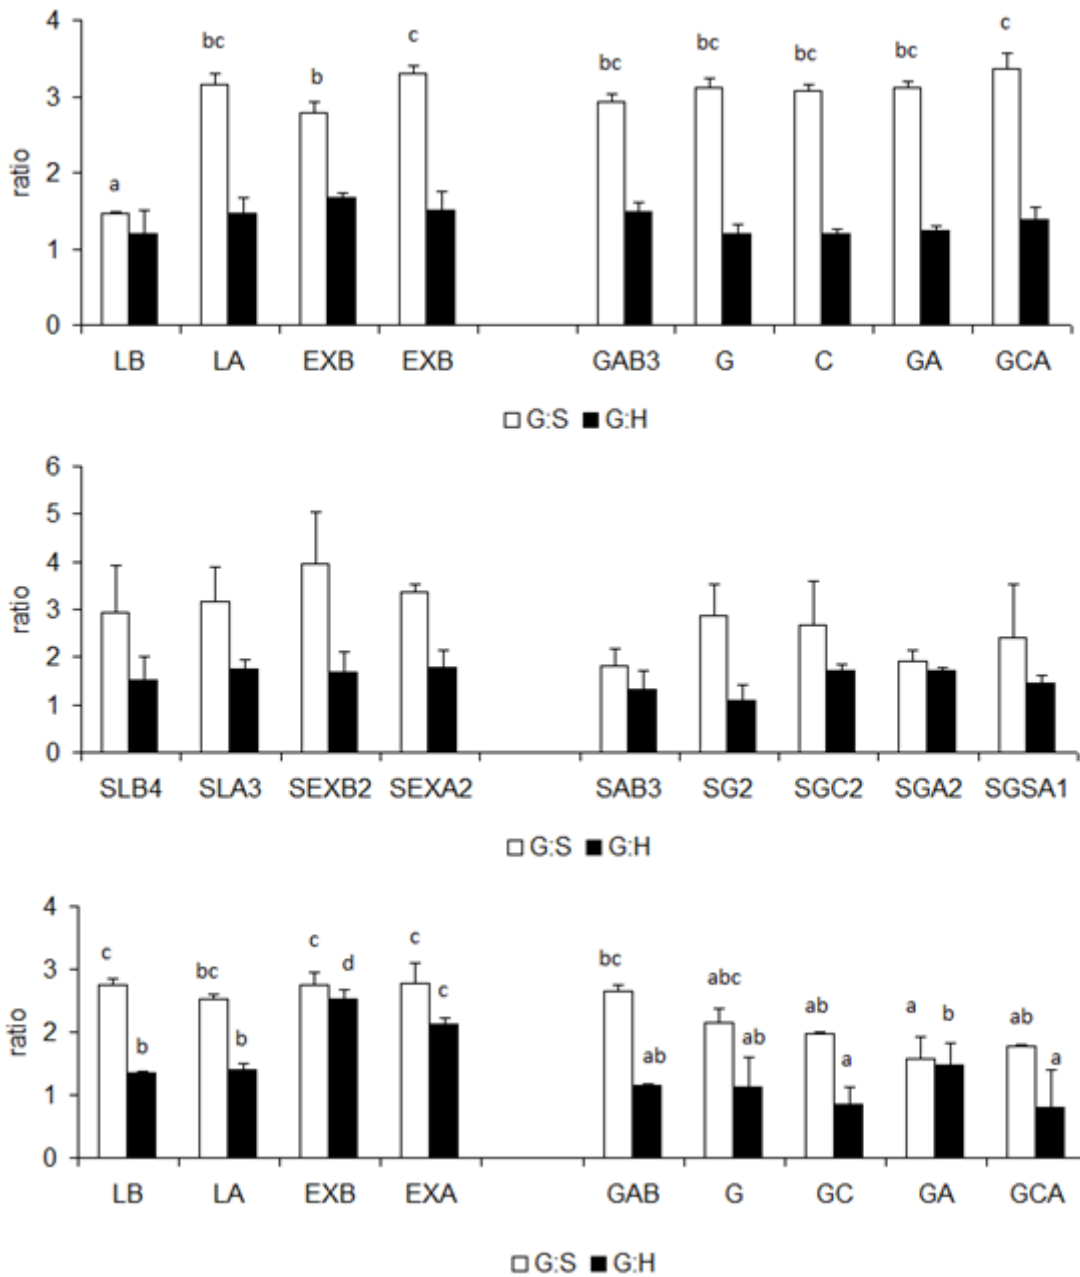 4
c
c
bc
bc
bc
bc
bc
b
3
ratio
2
a
1
0
LB LA EXB EXB GAB3 G C GA GCA
G:S G:H
6
5
4
ratio
3
2
1
0
SLB4 SLA3 SEXB2 SEXA2 SAB3 SG2 SGC2 SGA2 SGSA1
G:S G:H
4
c c c
d
bc
bc
abc
3
c
ab a b ab
ratio
2
b b
ab ab a a
1
0
LB LA EXB EXA GAB G GC GA GCA
G:S G:H